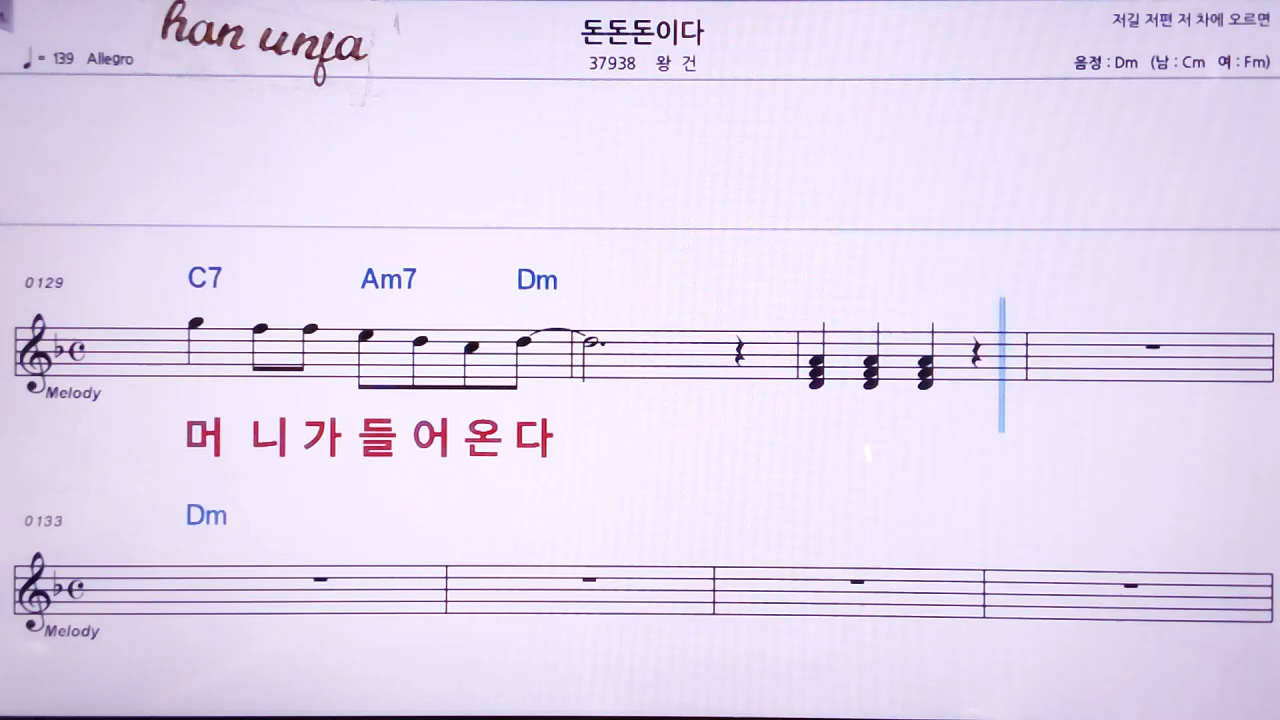 han unja
돈돈돈이다
저길 저편 저 차에 오르면
♩= 139 Allegro
37938 왕 건
음정 : Dm (남 : Cm 여 : Fm)
0129 C7 Am7 Dm
Melody
머 니 가 들 어 온 다
0133 Dm
Melody